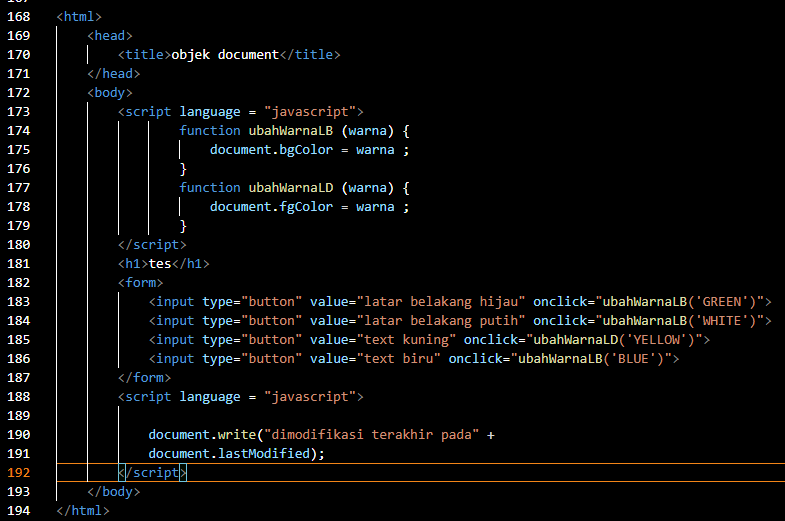 168 <html>
169 <head>
170 <title>objek document</title>
171 </head>
172 <body>
173 <script language = "javascript">
174 function ubahWarnaLB (warna) {
175 document.bgColor = warna ;
176 }
177 function ubahWarnaLD (warna) {
178 document.fgColor = warna ;
179 }
180 </script>
181 <h1>tes</h1>
182 <form>
183 <input type="button" value="latar belakang hijau" onclick="ubahWarnaLB('GREEN')">
184 <input type="button" value="latar belakang putih" onclick="ubahWarnaLB('WHITE')">
185 <input type="button" value="text kuning" onclick="ubahWarnaLD('YELLOW')">
186 <input type="button" value="text biru" onclick="ubahWarnaLB('BLUE')">
187 </form>
188 <script language = "javascript">
189
190 document.write("dimodifikasi terakhir pada" +
191 document.lastModified);
192 </script>
193 </body>
194 </html>